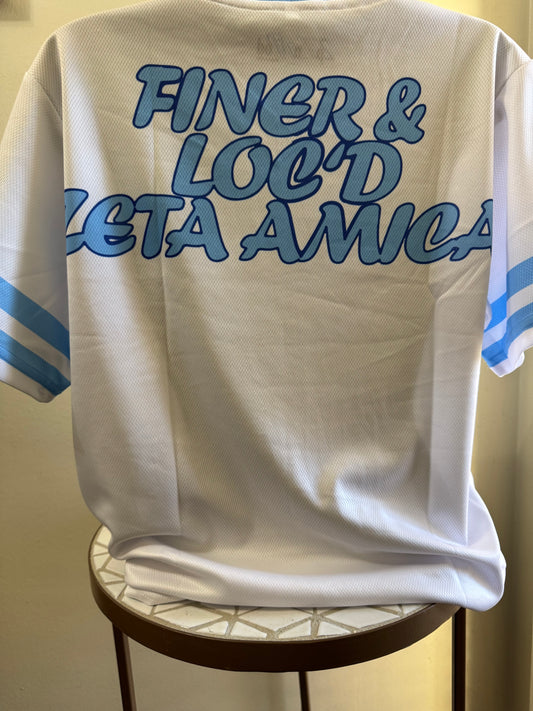 FINER &
LOC'D
ZETA AMICA